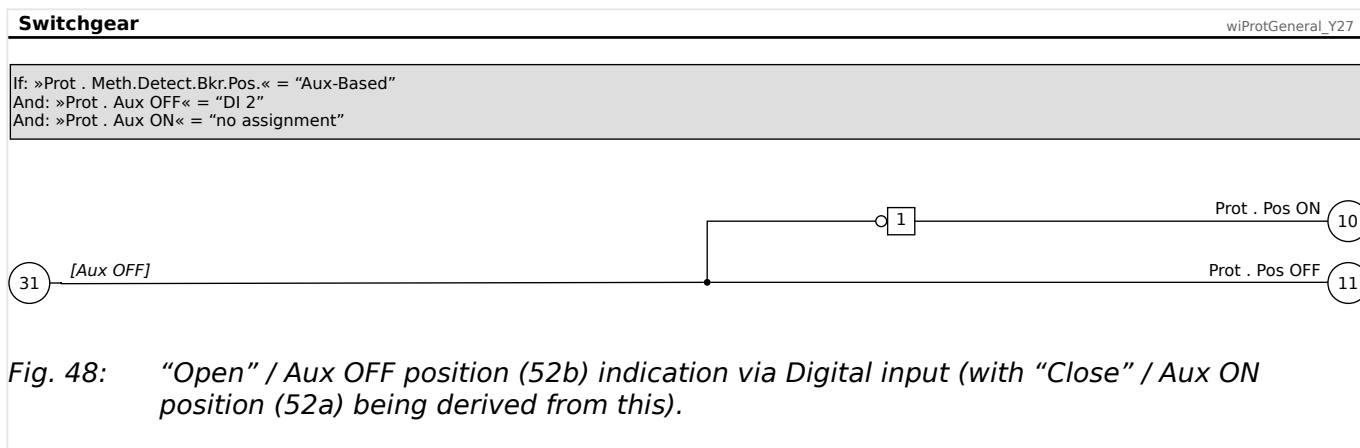 Switchgear
wiProtGeneral_Y27
If: »Prot . Meth.Detect.Bkr.Pos.« = “Aux-Based”
And: »Prot . Aux OFF« = “DI 2”
And: »Prot . Aux ON« = “no assignment”
1
Prot . Pos ON
10
31
[Aux OFF]
Prot . Pos OFF
11
Fig. 48: “Open” / Aux OFF position (52b) indication via Digital input (with “Close” / Aux ON
position (52a) being derived from this).